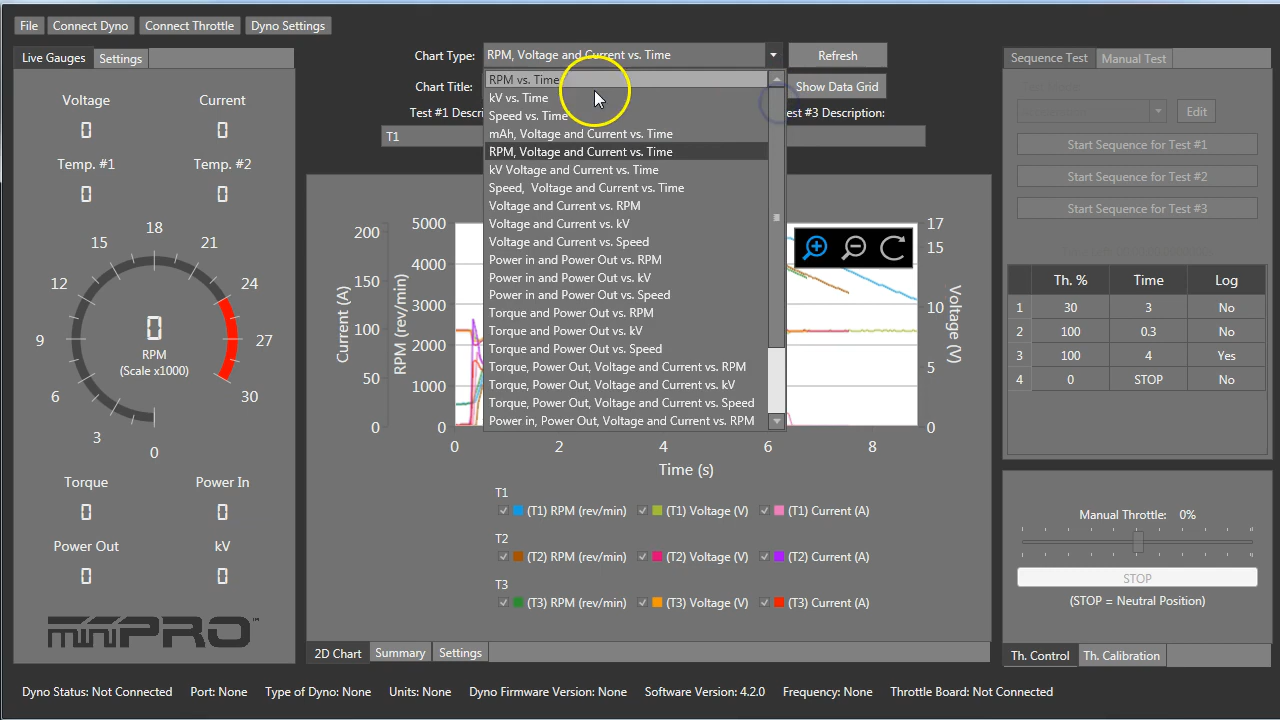 File Connect Dyno Connect Throttle Dyno Settings
Live Gauges Settings
Voltage Current
0 0
Temp. #1 Temp. #2
0 0
18
15 21
12 24
9 27
6 30
3 0
0
RPM
(Scale x1000)
Torque Power In
0 0
Power Out kV
0 0
miniPRO™
Chart Type: RPM, Voltage and Current vs. Time Refresh
Chart Title: Show Data Grid
Test #1 Descri est #3 Description:
T1
RPM vs. Time
kV vs. Time
Speed vs. Time
mAh, Voltage and Current vs. Time
RPM, Voltage and Current vs. Time
kV Voltage and Current vs. Time
Speed, Voltage and Current vs. Time
Voltage and Current vs. RPM
Voltage and Current vs. kV
Voltage and Current vs. Speed
Power in and Power Out vs. RPM
Power in and Power Out vs. kV
Power in and Power Out vs. Speed
Torque and Power Out vs. RPM
Torque and Power Out vs. kV
Torque and Power Out vs. Speed
Torque, Power Out, Voltage and Current vs. RPM
Torque, Power Out, Voltage and Current vs. kV
Torque, Power Out, Voltage and Current vs. Speed
Power in, Power Out, Voltage and Current vs. RPM
Current (A)
200
150
100
50
0
RPM (rev/min)
5000
4000
3000
2000
1000
0
17
15
10
5
0
Voltage (V)
0 2 4 6 8
Time (s)
T1
(T1) RPM (rev/min) (T1) Voltage (V) (T1) Current (A)
T2
(T2) RPM (rev/min) (T2) Voltage (V) (T2) Current (A)
T3
(T3) RPM (rev/min) (T3) Voltage (V) (T3) Current (A)
2D Chart Summary Settings
Sequence Test Manual Test
Edit
Start Sequence for Test #1
Start Sequence for Test #2
Start Sequence for Test #3
Th. % Time Log
1 30 3 No
2 100 0.3 No
3 100 4 Yes
4 0 STOP No
Manual Throttle: 0%
STOP
(STOP = Neutral Position)
Th. Control Th. Calibration
Dyno Status: Not Connected Port: None Type of Dyno: None Units: None Dyno Firmware Version: None Software Version: 4.2.0 Frequency: None Throttle Board: Not Connected